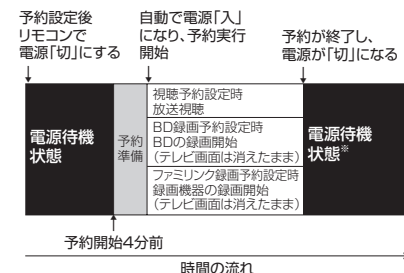 予約設定後
リモコンで
電源｢切｣にする
自動で電源｢入｣
になり、予約実行
開始
予約が終了し、
電源が｢切｣になる
電源待機
状態
予約
準備
視聴予約設定時
放送視聴
BD録画予約設定時
BDの録画開始
(テレビ画面は消えたまま)
ファミリンク録画予約設定時
録画機器の録画開始
(テレビ画面は消えたまま)
電源待機
状態※
予約開始4分前
時間の流れ